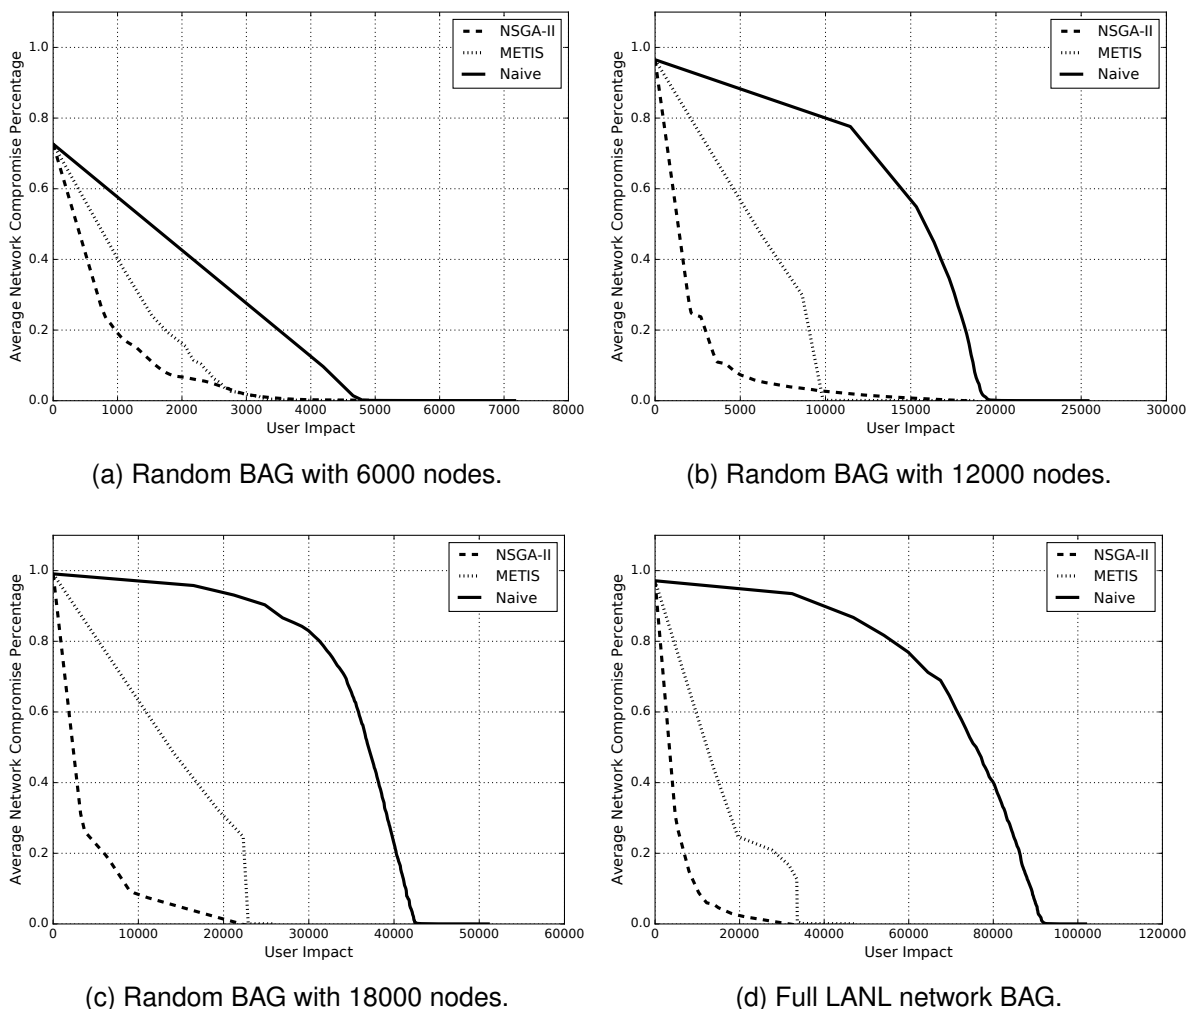 Average Network Compromise Percentage
1.0
0.8
0.6
0.4
0.2
0.0
0 1000 2000 3000 4000 5000 6000 7000 8000
User Impact
NSGA-II
METIS
Naive
(a) Random BAG with 6000 nodes.
Average Network Compromise Percentage
1.0
0.8
0.6
0.4
0.2
0.0
0 5000 10000 15000 20000 25000 30000
User Impact
NSGA-II
METIS
Naive
(b) Random BAG with 12000 nodes.
Average Network Compromise Percentage
1.0
0.8
0.6
0.4
0.2
0.0
0 10000 20000 30000 40000 50000 60000
User Impact
NSGA-II
METIS
Naive
(c) Random BAG with 18000 nodes.
Average Network Compromise Percentage
1.0
0.8
0.6
0.4
0.2
0.0
0 20000 40000 60000 80000 100000 120000
User Impact
NSGA-II
METIS
Naive
(d) Full LANL network BAG.